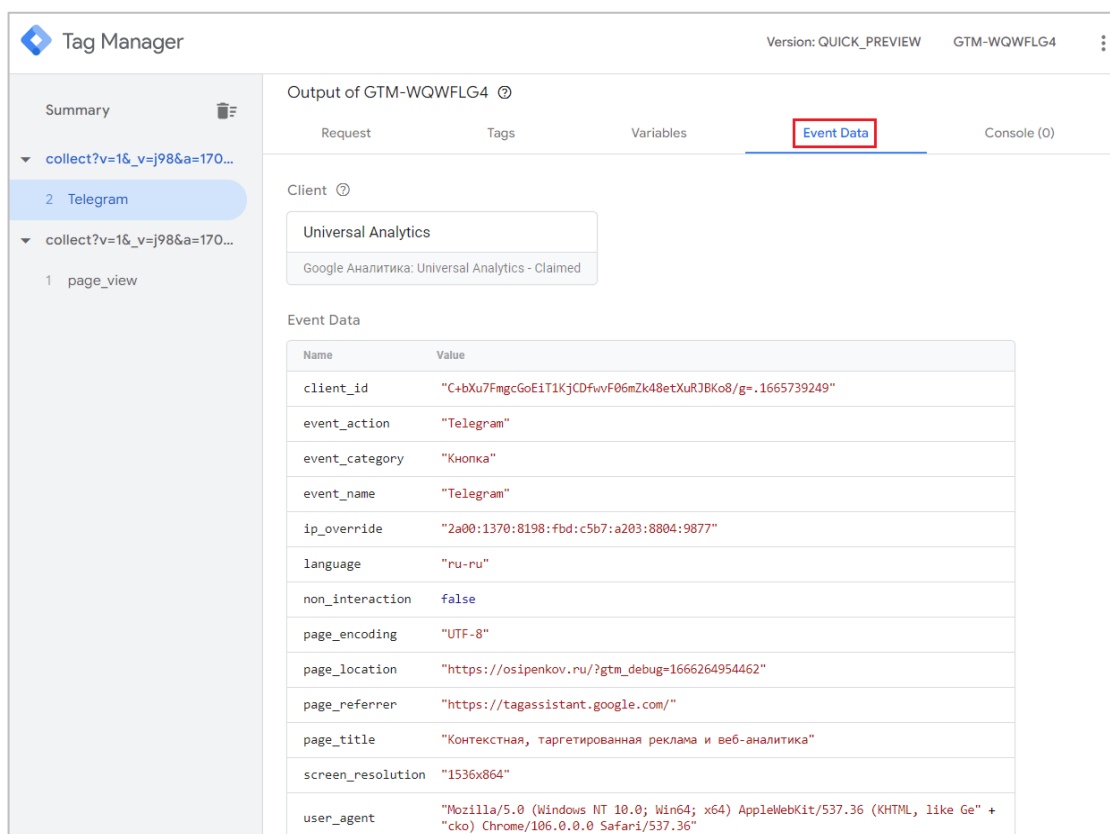 Tag Manager
Version: QUICK_PREVIEW GTM-WQWFLG4
Summary
collect?v=1&_v=j98&a=170...
2 Telegram
collect?v=1&_v=j98&a=170...
1 page_view
Output of GTM-WQWFLG4
Request Tags Variables Event Data Console (0)
Client
Universal Analytics
Google Аналитика: Universal Analytics - Claimed
Event Data
Name Value
client_id "C+bXu7FmgcGoEiT1KjCDfwvF06mZk48etXuRJBKo8/g=.1665739249"
event_action "Telegram"
event_category "Кнопка"
event_name "Telegram"
ip_override "2a00:1370:8198:fbd:c5b7:a203:8804:9877"
language "ru-ru"
non_interaction false
page_encoding "UTF-8"
page_location "https://osipenkov.ru/?gtm_debug=1666264954462"
page_referrer "https://tagassistant.google.com/"
page_title "Контекстная, таргетированная реклама и веб-аналитика"
screen_resolution "1536x864"
user_agent "Mozilla/5.0 (Windows NT 10.0; Win64; x64) AppleWebKit/537.36 (KHTML, like Ge" +
"cko) Chrome/106.0.0.0 Safari/537.36"